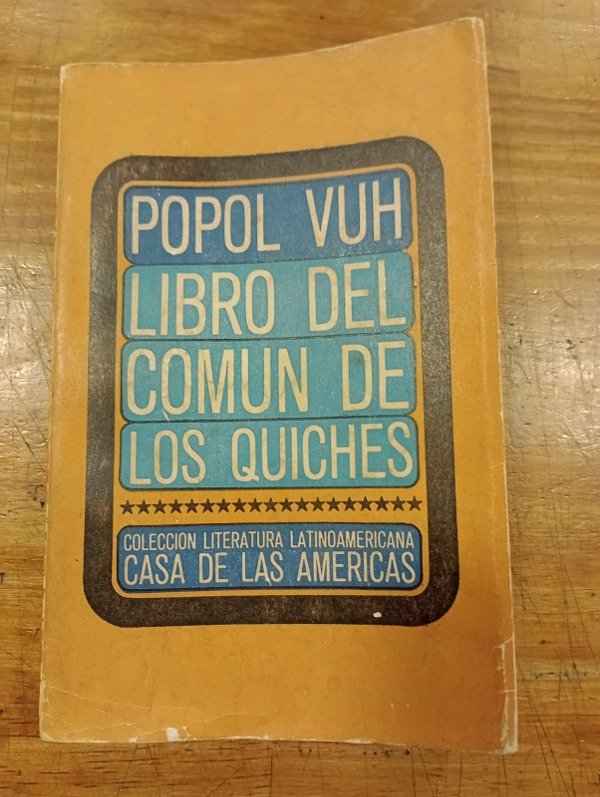 POPOL VUH
LIBRO DEL
COMUN DE
LOS QUICHES
COLECCION LITERATURA LATINOAMERICANA
CASA DE LAS AMERICAS